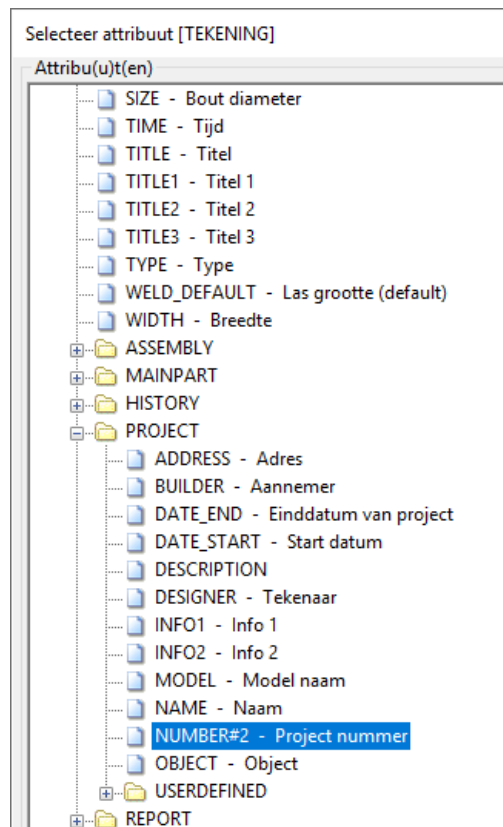 Selecteer attribuut [TEKENING]
Attribu(u)t(en)
SIZE - Bout diameter
TIME - Tijd
TITLE - Titel
TITLE1 - Titel 1
TITLE2 - Titel 2
TITLE3 - Titel 3
TYPE - Type
WELD_DEFAULT - Las grootte (default)
WIDTH - Breedte
ASSEMBLY
MAINPART
HISTORY
PROJECT
ADDRESS - Adres
BUILDER - Aannemer
DATE_END - Einddatum van project
DATE_START - Start datum
DESCRIPTION
DESIGNER - Tekenaar
INFO1 - Info 1
INFO2 - Info 2
MODEL - Model naam
NAME - Naam
NUMBER#2 - Project nummer
OBJECT - Object
USERDEFINED
REPORT